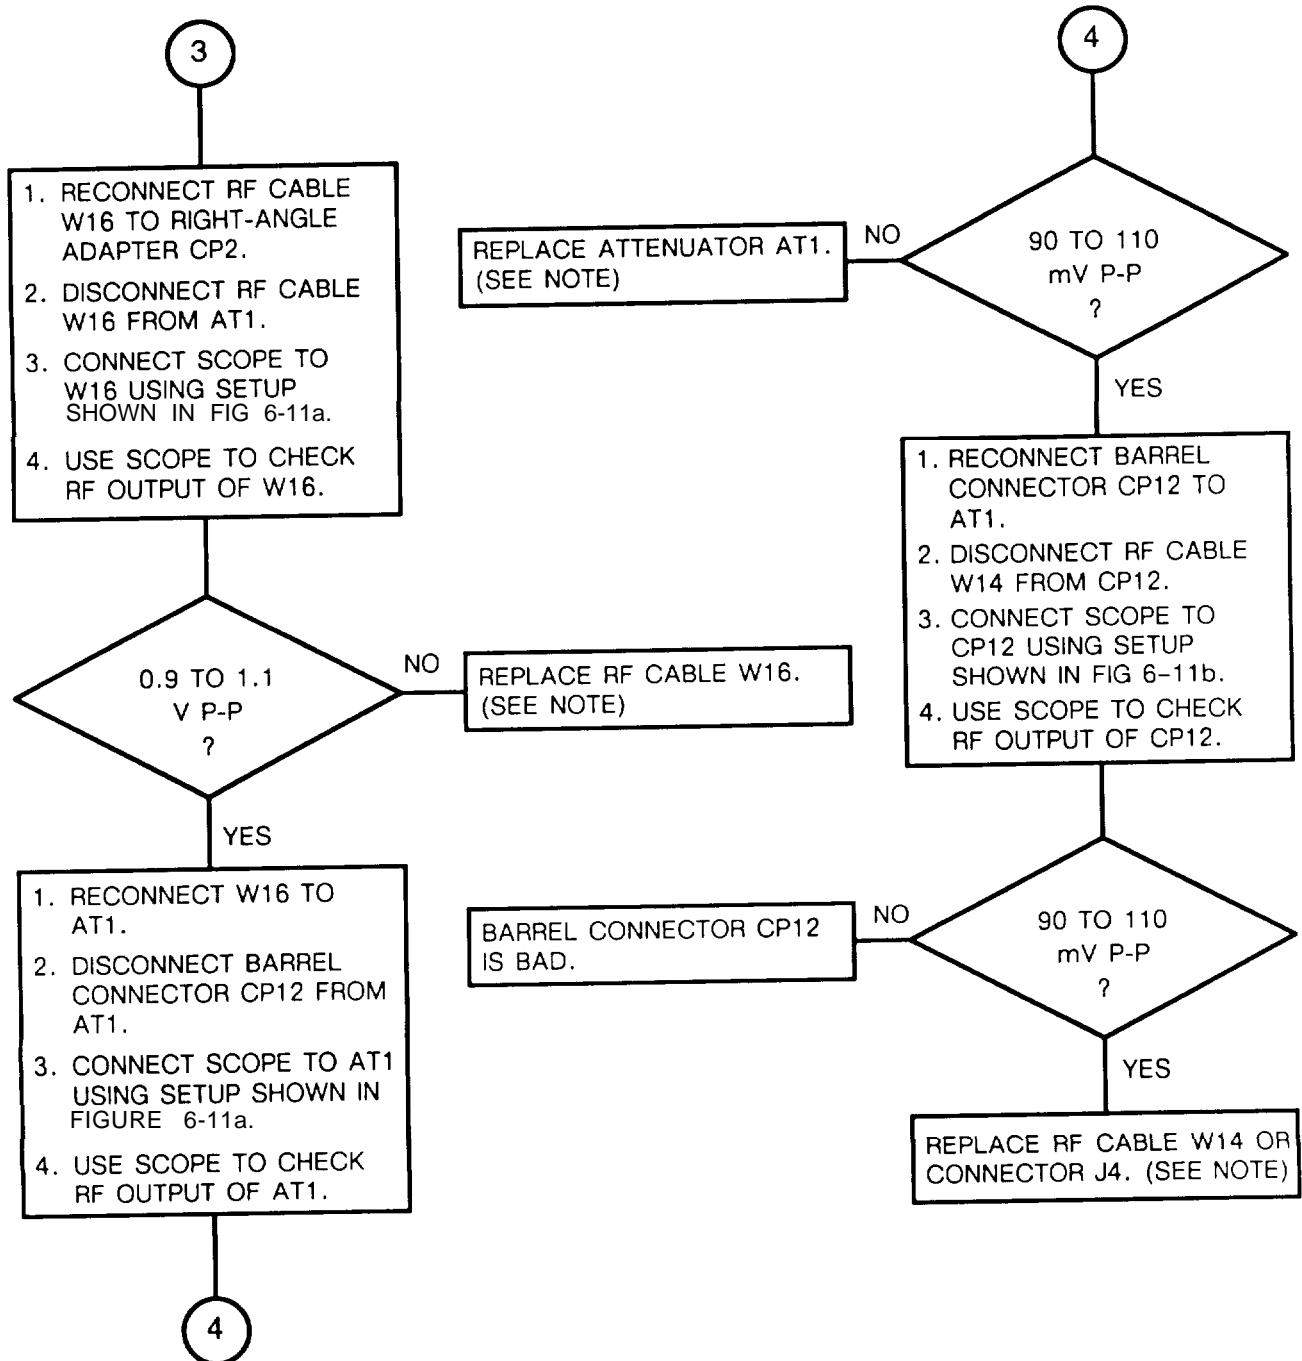 3
1. RECONNECT RF CABLE
W16 TO RIGHT-ANGLE
ADAPTER CP2.
2. DISCONNECT RF CABLE
W16 FROM AT1.
3. CONNECT SCOPE TO
W16 USING SETUP
SHOWN IN FIG 6-11a.
4. USE SCOPE TO CHECK
RF OUTPUT OF W16.
0.9 TO 1.1
V P-P
?
NO
REPLACE RF CABLE W16.
(SEE NOTE)
YES
1. RECONNECT W16 TO
AT1.
2. DISCONNECT BARREL
CONNECTOR CP12 FROM
AT1.
3. CONNECT SCOPE TO AT1
USING SETUP SHOWN IN
FIGURE 6-11a.
4. USE SCOPE TO CHECK
RF OUTPUT OF AT1.
4
4
90 TO 110
mV P-P
?
NO
REPLACE ATTENUATOR AT1.
(SEE NOTE)
YES
1. RECONNECT BARREL
CONNECTOR CP12 TO
AT1.
2. DISCONNECT RF CABLE
W14 FROM CP12.
3. CONNECT SCOPE TO
CP12 USING SETUP
SHOWN IN FIG 6-11b.
4. USE SCOPE TO CHECK
RF OUTPUT OF CP12.
90 TO 110
mV P-P
?
NO
BARREL CONNECTOR CP12
IS BAD.
YES
REPLACE RF CABLE W14 OR
CONNECTOR J4. (SEE NOTE)